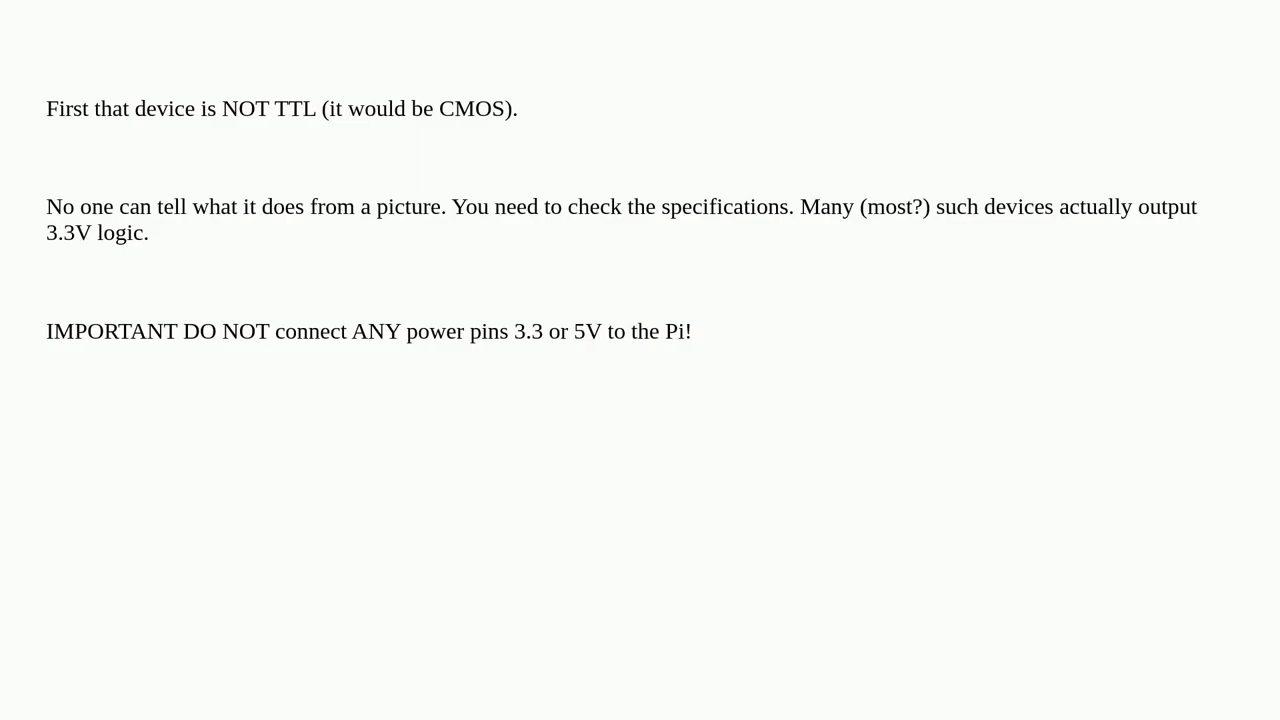 First that device is NOT TTL (it would be CMOS).
No one can tell what it does from a picture. You need to check the specifications. Many (most?) such devices actually output
3.3V logic.
IMPORTANT DO NOT connect ANY power pins 3.3 or 5V to the Pi!